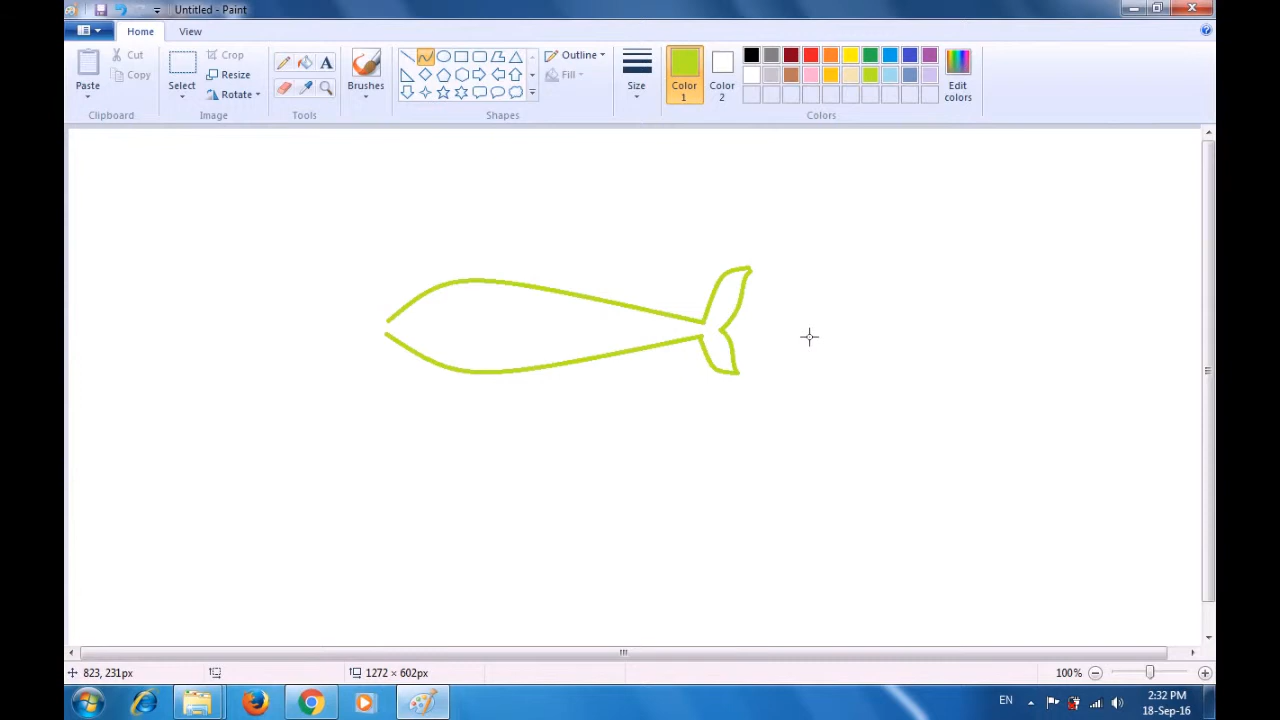 Untitled - Paint
Home View
Paste
Cut
Copy
Clipboard
Select
Crop
Resize
Rotate
Image
A
Tools
Brushes
Outline
Fill
Shapes
Size
Color 1
Color 2
Edit colors
Colors
823, 231px
1272 × 602px
100%
EN
2:32 PM
18-Sep-16